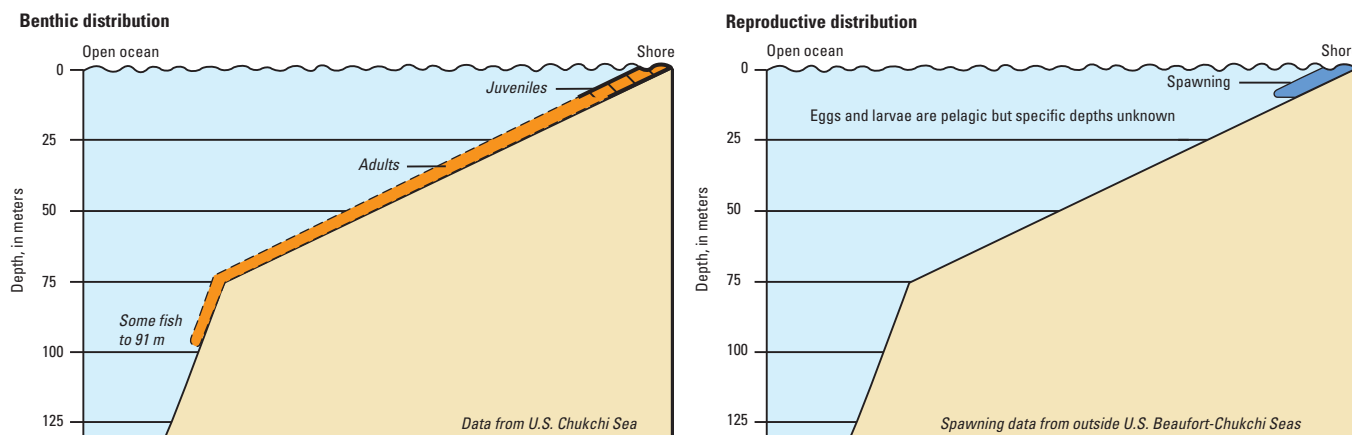 Benthic distribution
Open ocean
Shore
0
25
50
75
100
125
Depth, in meters
Juveniles
Adults
Some fish
to 91 m
Data from U.S. Chukchi Sea
Reproductive distribution
Open ocean
Shor
0
25
50
75
100
125
Depth, in meters
Spawning
Eggs and larvae are pelagic but specific depths unknown
Spawning data from outside U.S. Beaufort-Chukchi Seas